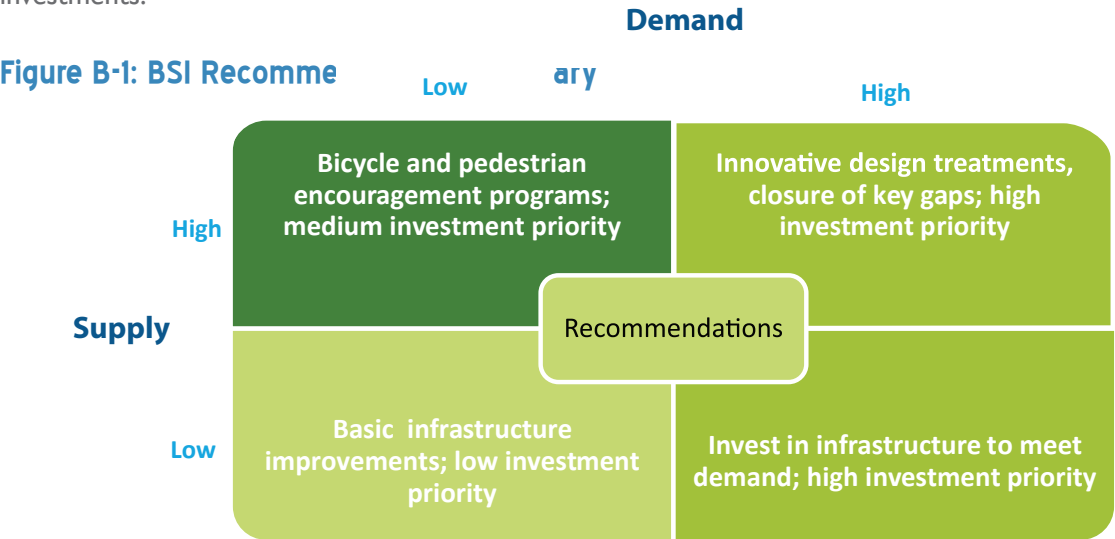 investments.
Demand
Figure B-1: BSI Recomme ary
Low
High
Bicycle and pedestrian
encouragement programs;
medium investment priority
Innovative design treatments,
closure of key gaps; high
investment priority
High
Supply
Recommendations
Low
Basic infrastructure
improvements; low investment
priority
Invest in infrastructure to meet
demand; high investment priority